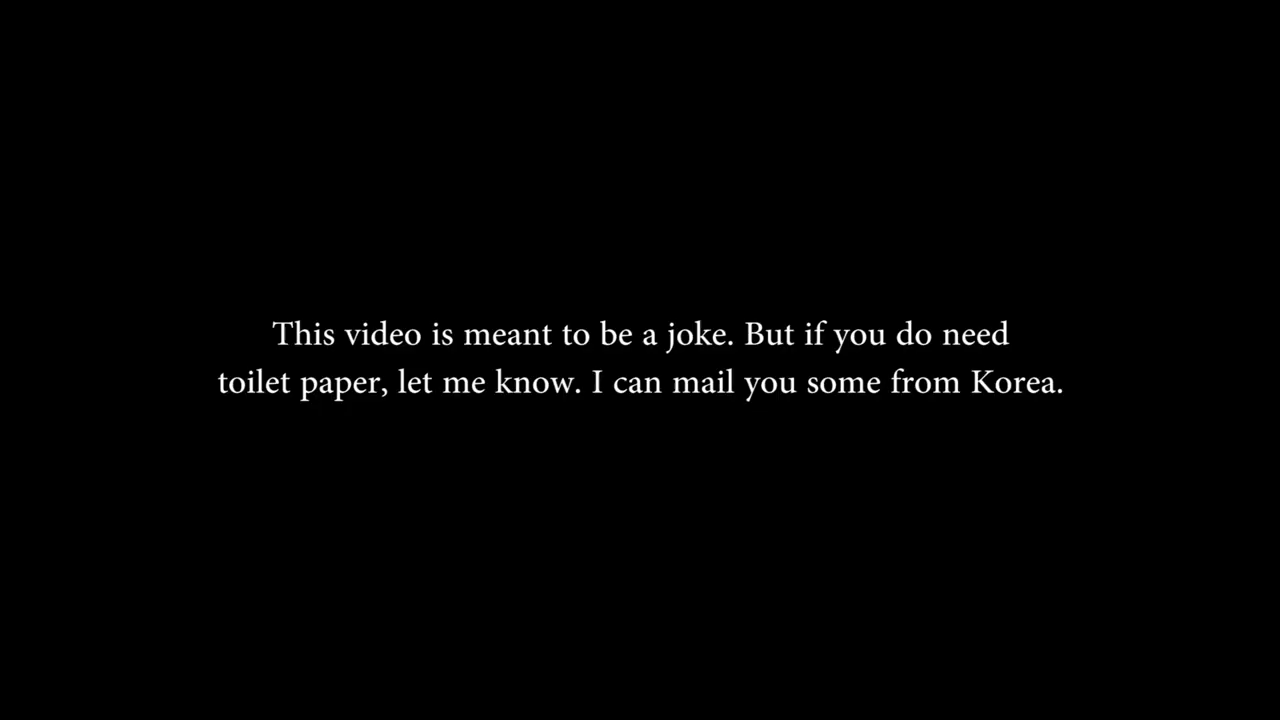 This video is meant to be a joke. But if you do need
toilet paper, let me know. I can mail you some from Korea.